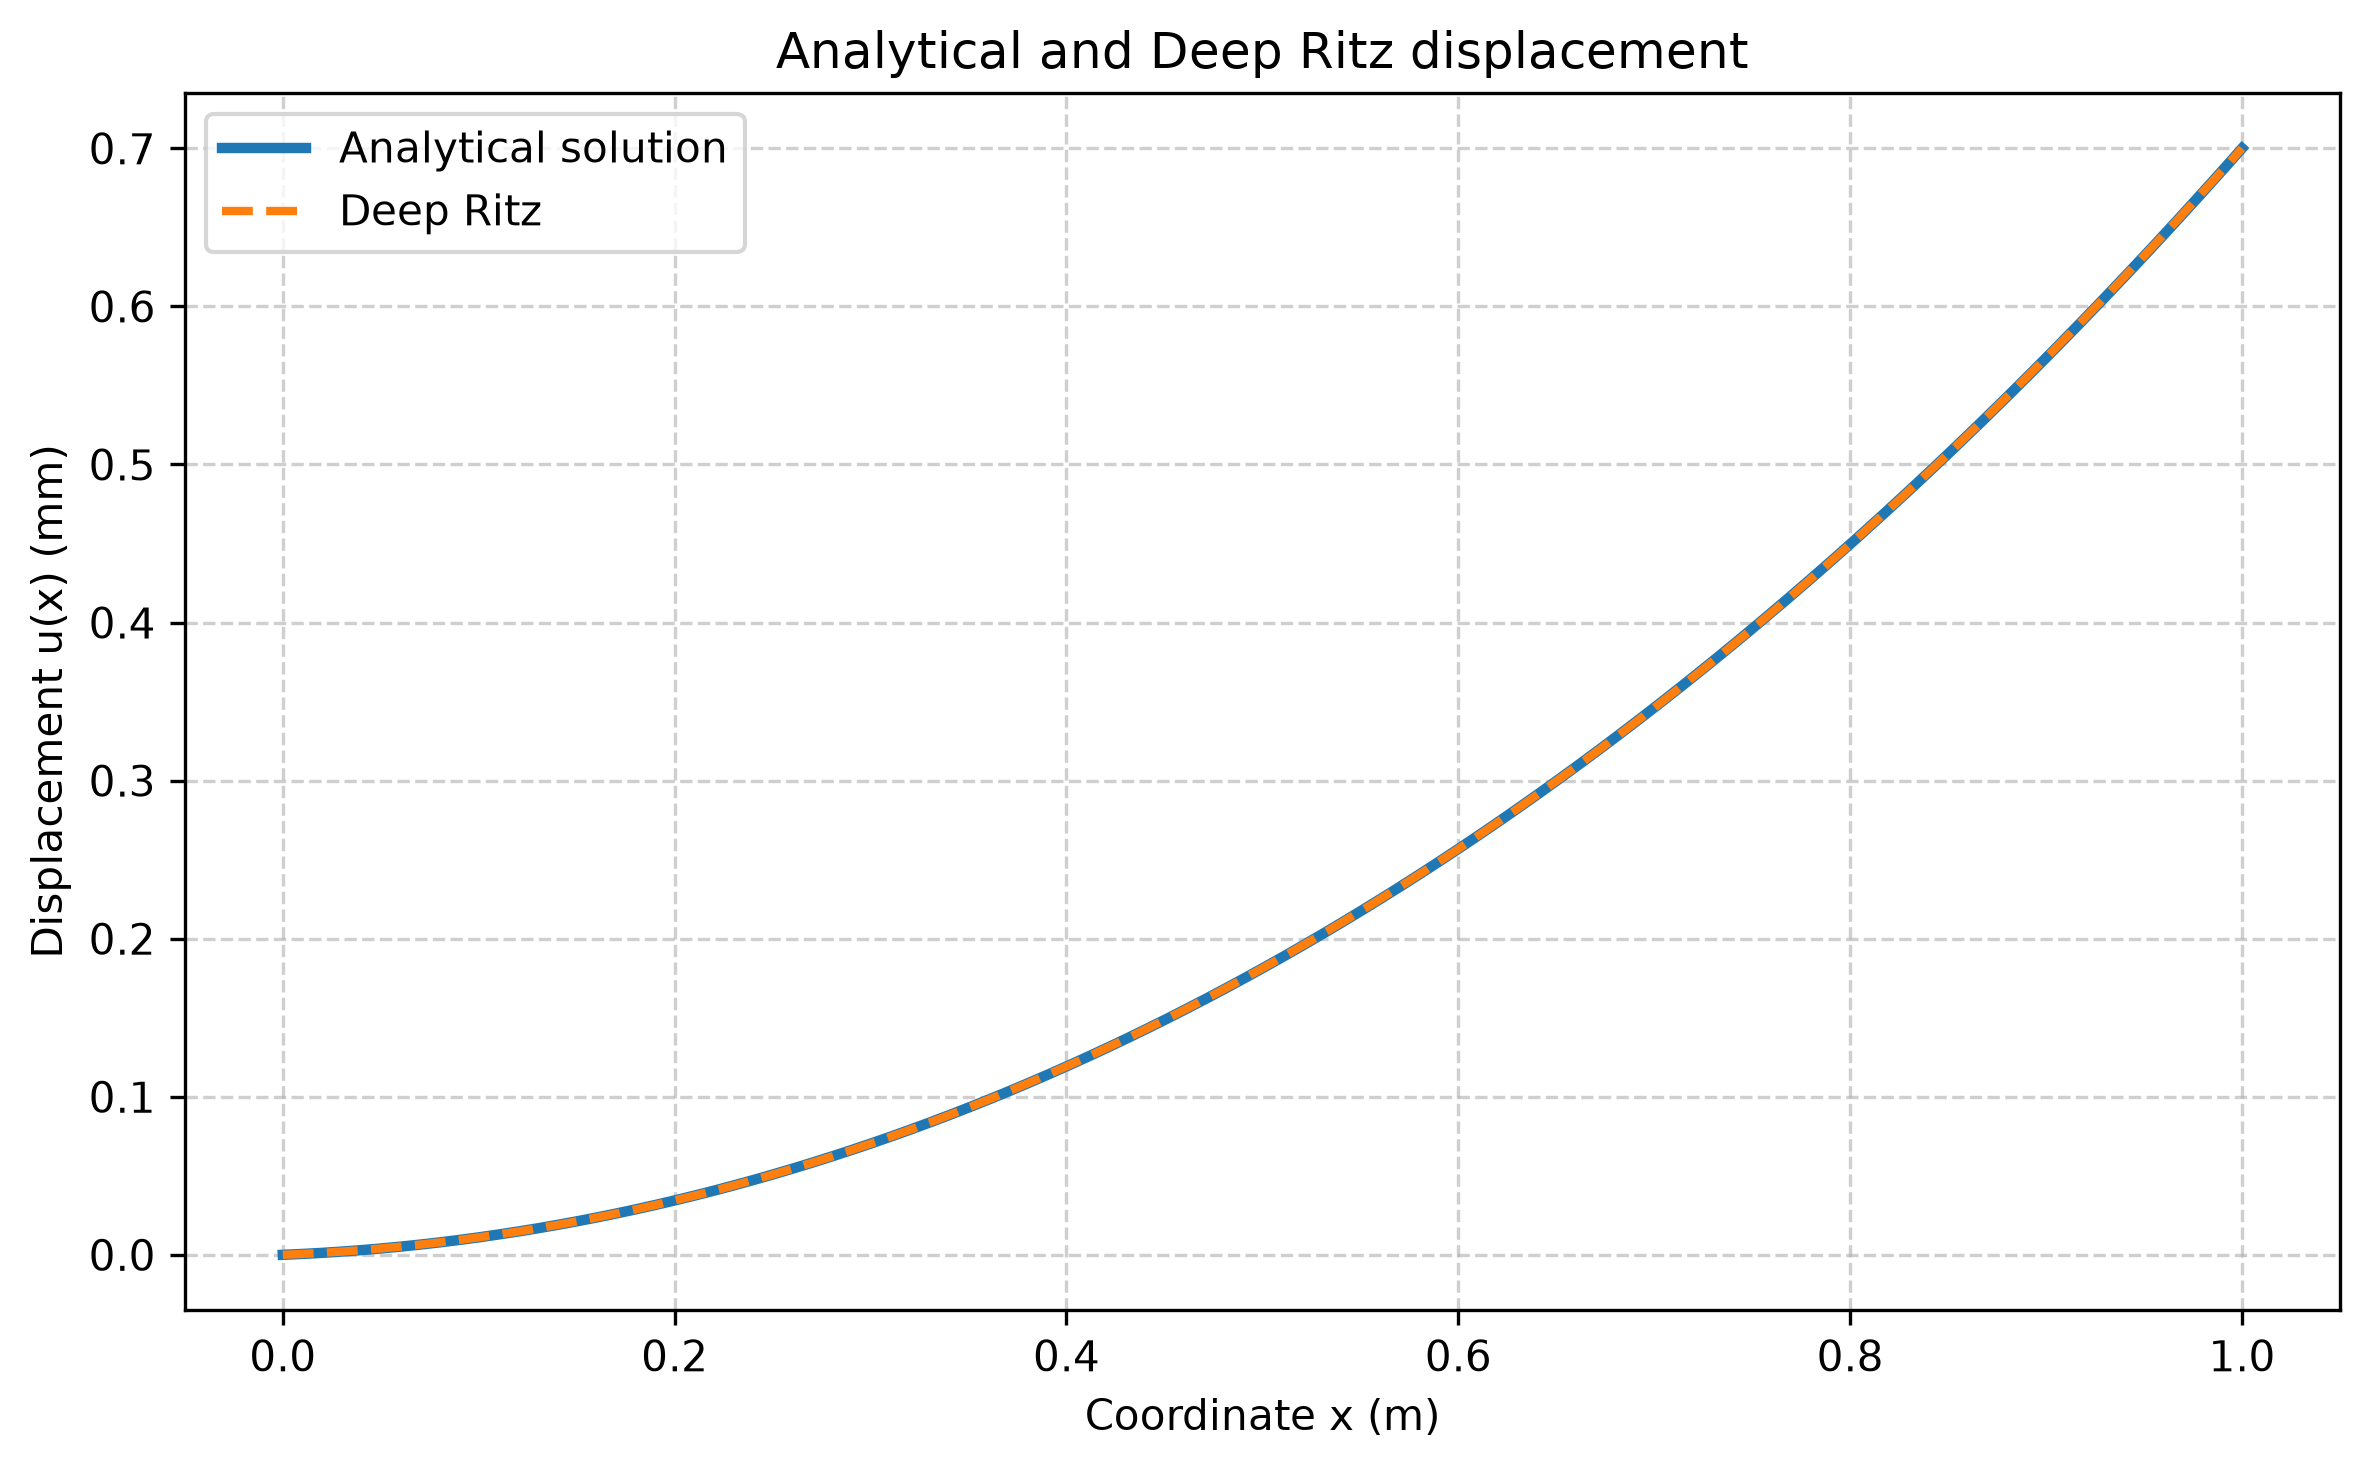 Analytical and Deep Ritz displacement
Analytical solution
Deep Ritz
0.7
0.6
0.5
0.4
0.3
0.2
0.1
0.0
Displacement u(x) (mm)
0.0 0.2 0.4 0.6 0.8 1.0
Coordinate x (m)